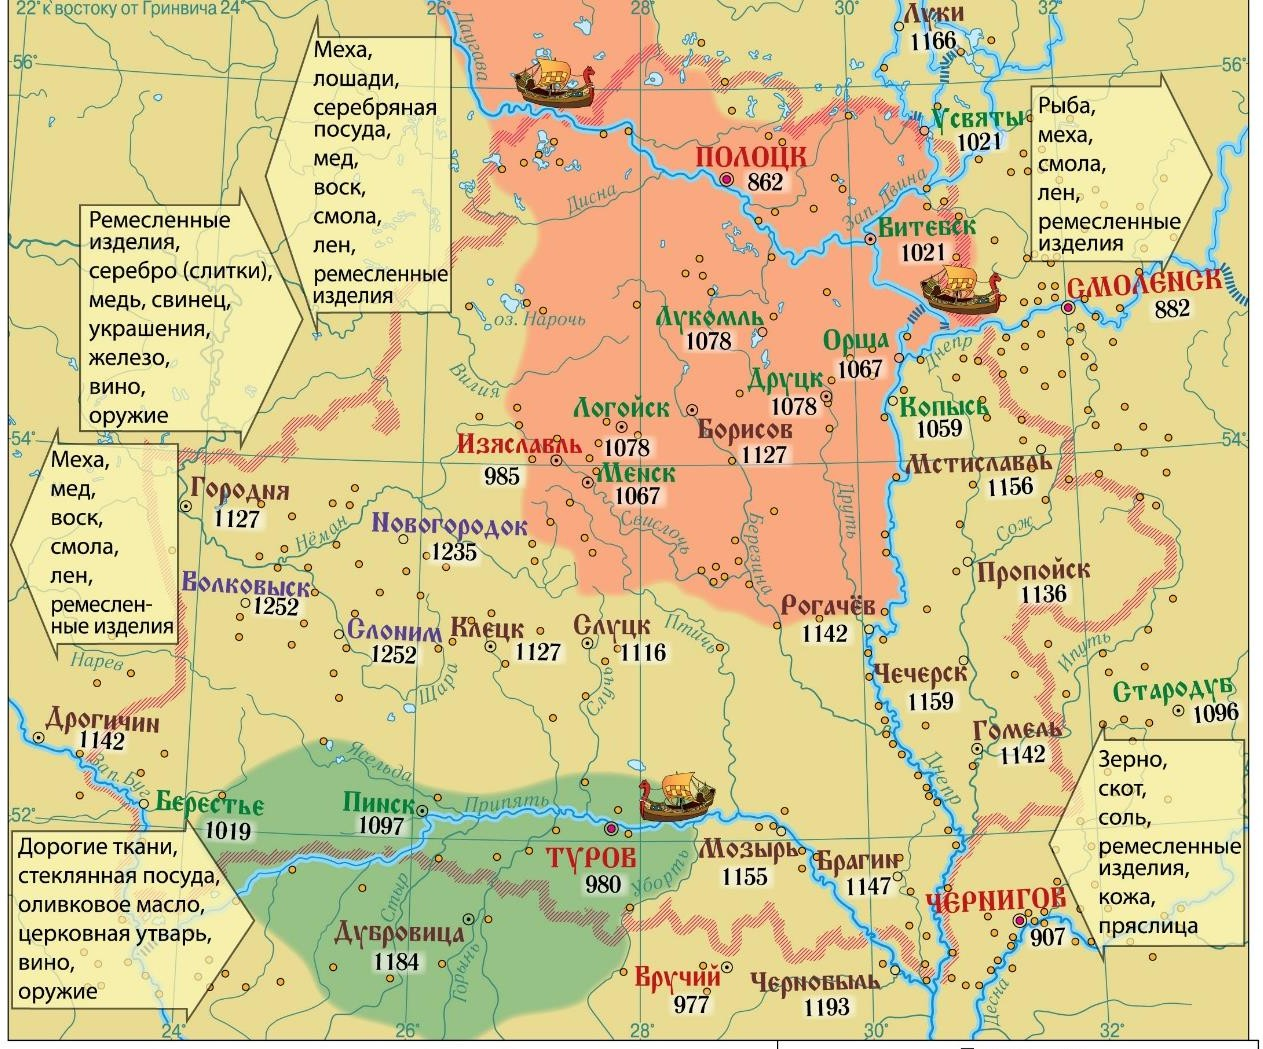 22° к востоку от Гринвича 24°
26°
28°
30°
32°
56°
56°
Луки
1166
Даугава
Меха,
лошади,
серебряная
посуда,
мед,
воск,
смола,
лен,
ремесленные
изделия
Рыба,
меха,
смола,
лен,
ремесленные
изделия
Усвяты
1021
ПОЛОЦК
862
Дисна
Зап. Двина
Витебск
1021
Ремесленные
изделия,
серебро (слитки),
медь, свинец,
украшения,
железо,
вино,
оружие
СМОЛЕНСК
882
оз. Нарочь
Лукомль
1078
Орша
1067
Днепр
Вилия
Друцк
1078
Логойск
1078
Борисов
1127
Копысь
1059
54°
54°
Изяславль
985
Менск
1067
Мстиславль
1156
Меха,
мед,
воск,
смола,
лен,
ремеслен-
ные изделия
Городня
1127
Нёман
Новогородок
1235
Свислочь
Березина
Друть
Сож
Пропойск
1136
Волковыск
1252
Слоним
1252
Клецк
1127
Слуцк
1116
Птичь
Рогачёв
1142
Ипуть
Нарев
Шара
Случь
Чечерск
1159
Стародуб
1096
Дрогичин
1142
Гомель
1142
Зап. Буг
Ясельда
Днепр
Зерно,
скот,
соль,
ремесленные
изделия,
кожа,
пряслица
52°
Берестье
1019
Пинск
1097
Припять
ТУРОВ
980
Мозырь
1155
Брагин
1147
Дорогие ткани,
стеклянная посуда,
оливковое масло,
церковная утварь,
вино,
оружие
Стыр
Уборть
ЧЕРНИГОВ
907
Дубровица
1184
Горынь
Вручий
977
Чернобыль
1193
Десна
24°
26°
28°
30°
32°